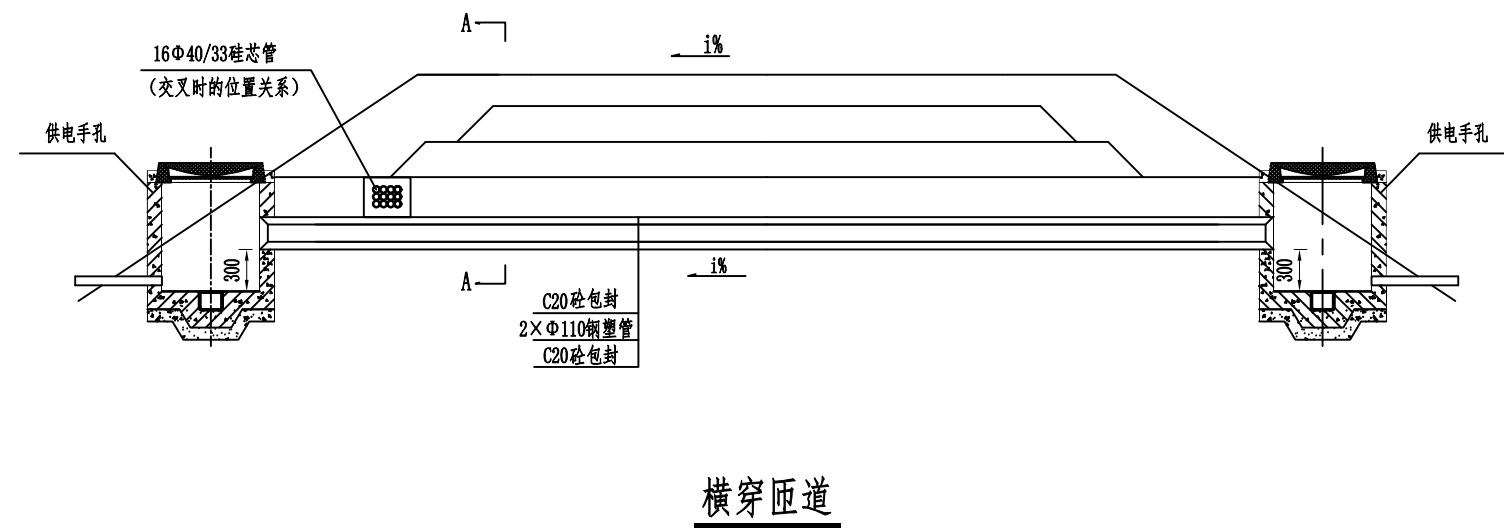 A
16Φ40/33硅芯管
(交叉时的位置关系)
i%
供电手孔
供电手孔
300
300
A
i%
C20砼包封
2×Φ110钢塑管
C20砼包封
横穿匝道